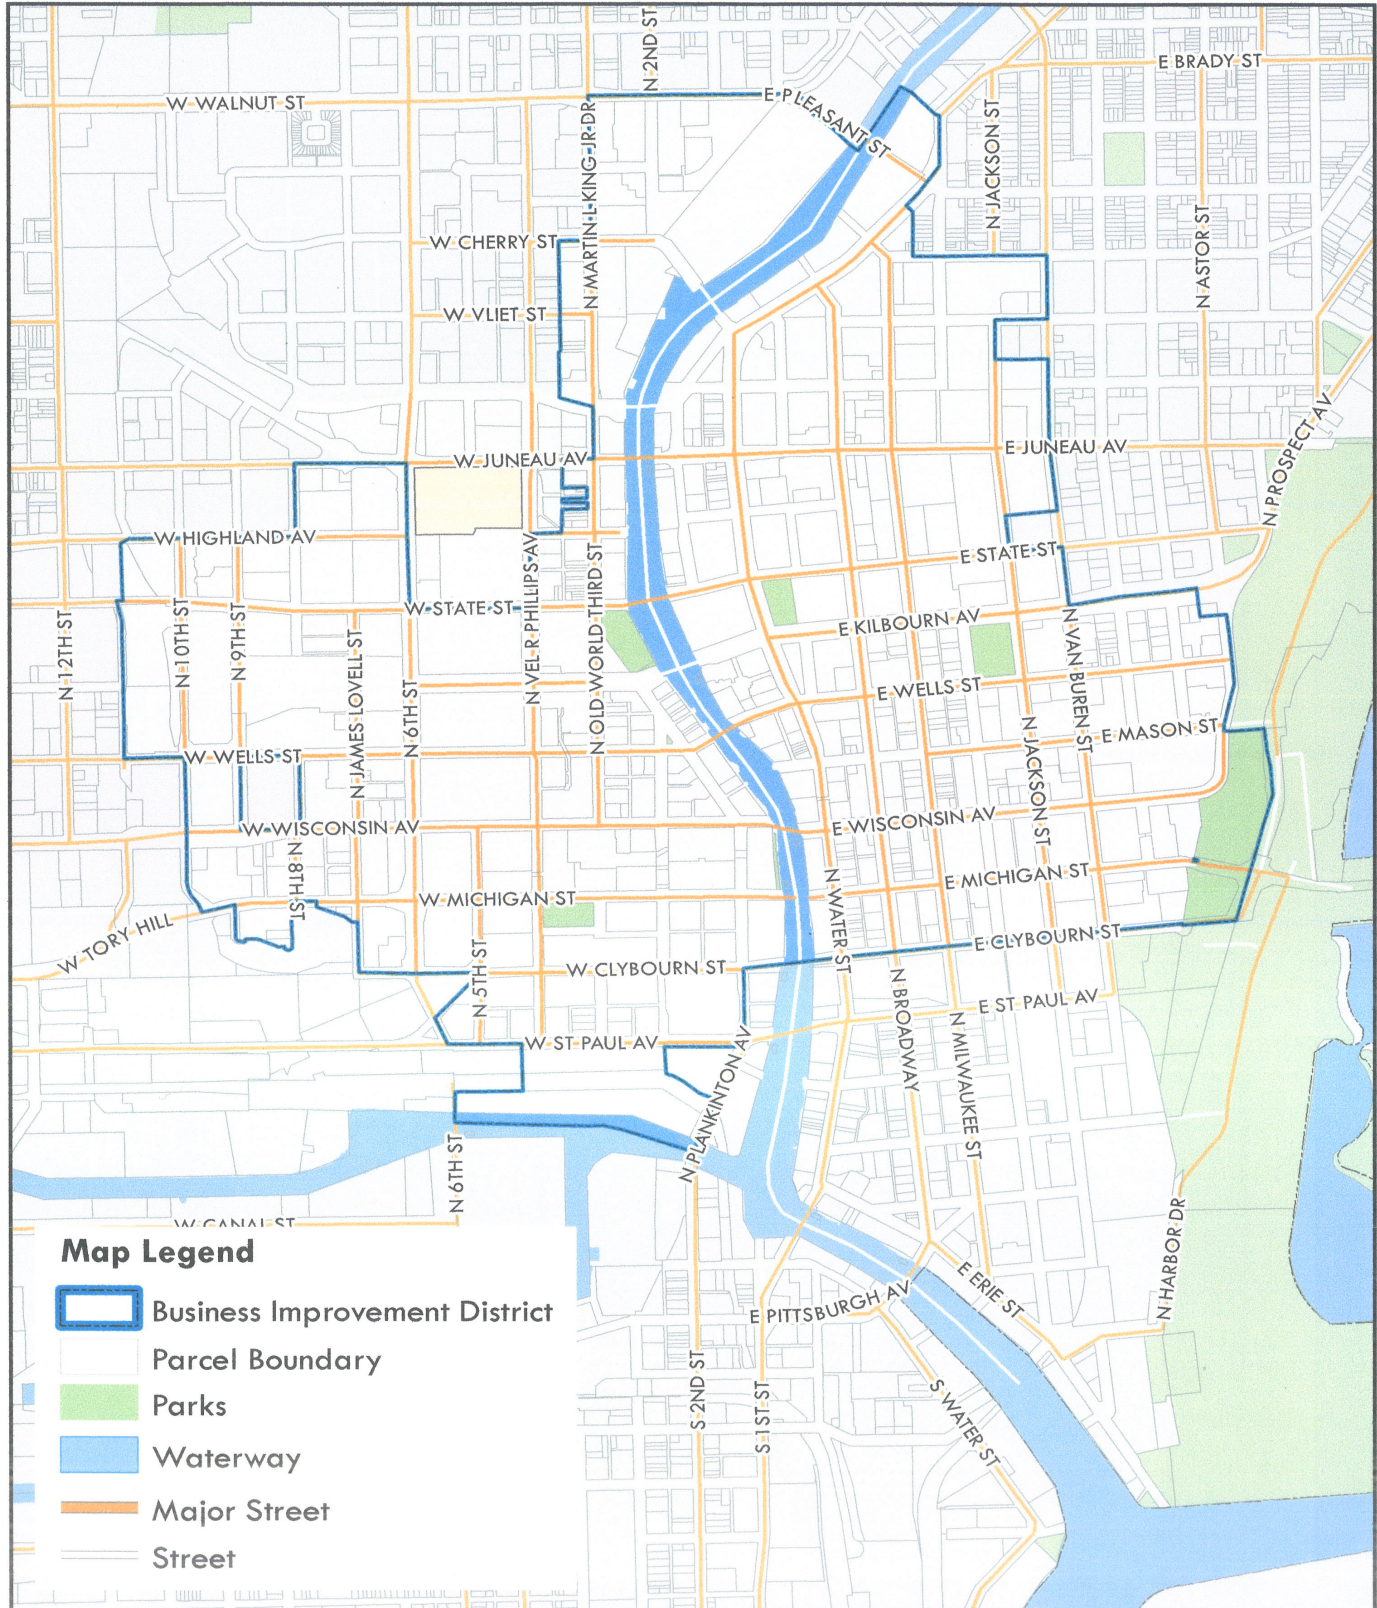 N 2ND ST
E BRADY ST
W WALNUT ST
E PLEASANT ST
N JACKSON ST
N MARTIN L KING JR DR
N ASTOR ST
W CHERRY ST
W VLIET ST
N PROSPECT AV
E JUNEAU AV
W JUNEAU AV
W HIGHLAND AV
E STATE ST
W STATE ST
N VEL R PHILLIPS AV
N OLD WORLD THIRD ST
N 12TH ST
N 10TH ST
N 9TH ST
N JAMES LOVELL ST
N 6TH ST
E KILBOURN AV
N VAN BUREN ST
E WELLS ST
E MASON ST
N JACKSON ST
W WELLS ST
W WISCONSIN AV
E WISCONSIN AV
N 8TH ST
N WATER ST
E MICHIGAN ST
W MICHIGAN ST
W TORY HILL
E CLYBOURN ST
N 5TH ST
W CLYBOURN ST
N BROADWAY
E ST PAUL AV
N MILWAUKEE ST
W ST PAUL AV
N PLANKINTON AV
N 6TH ST
W CANAL ST
N HARBOR DR
E ERIE ST
E PITTSBURGH AV
S 2ND ST
S 1ST ST
S WATER ST
Map Legend
Business Improvement District
Parcel Boundary
Parks
Waterway
Major Street
Street